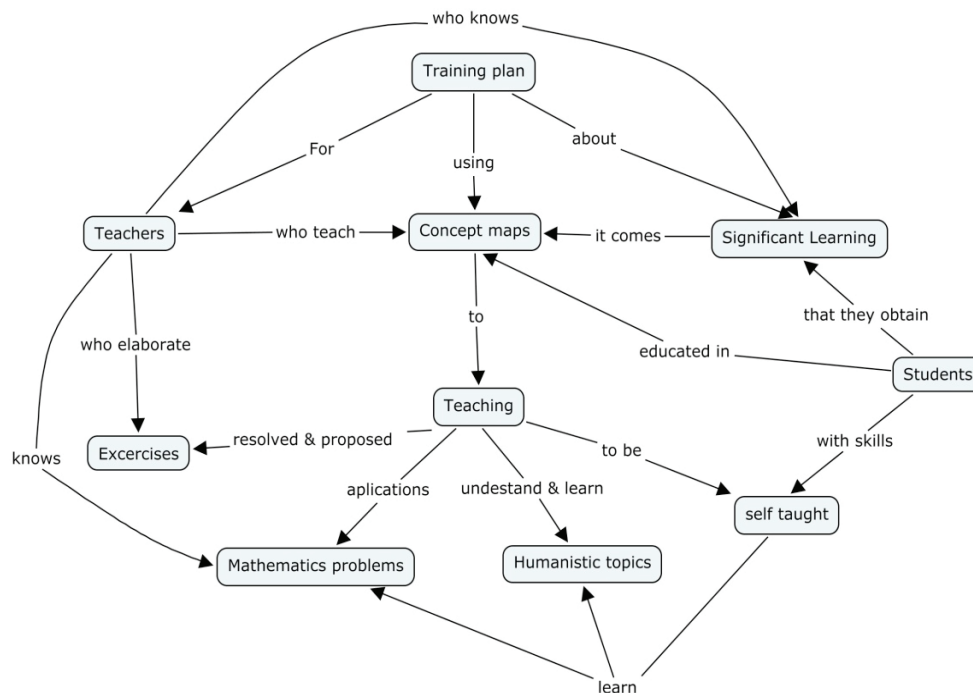 who knows
Training plan
For
using
about
Teachers
who teach
Concept maps
it comes
Significant Learning
to
that they obtain
who elaborate
educated in
Students
Teaching
resolved & proposed
to be
with skills
Excercises
knows
aplications
undestand & learn
self taught
Mathematics problems
Humanistic topics
learn